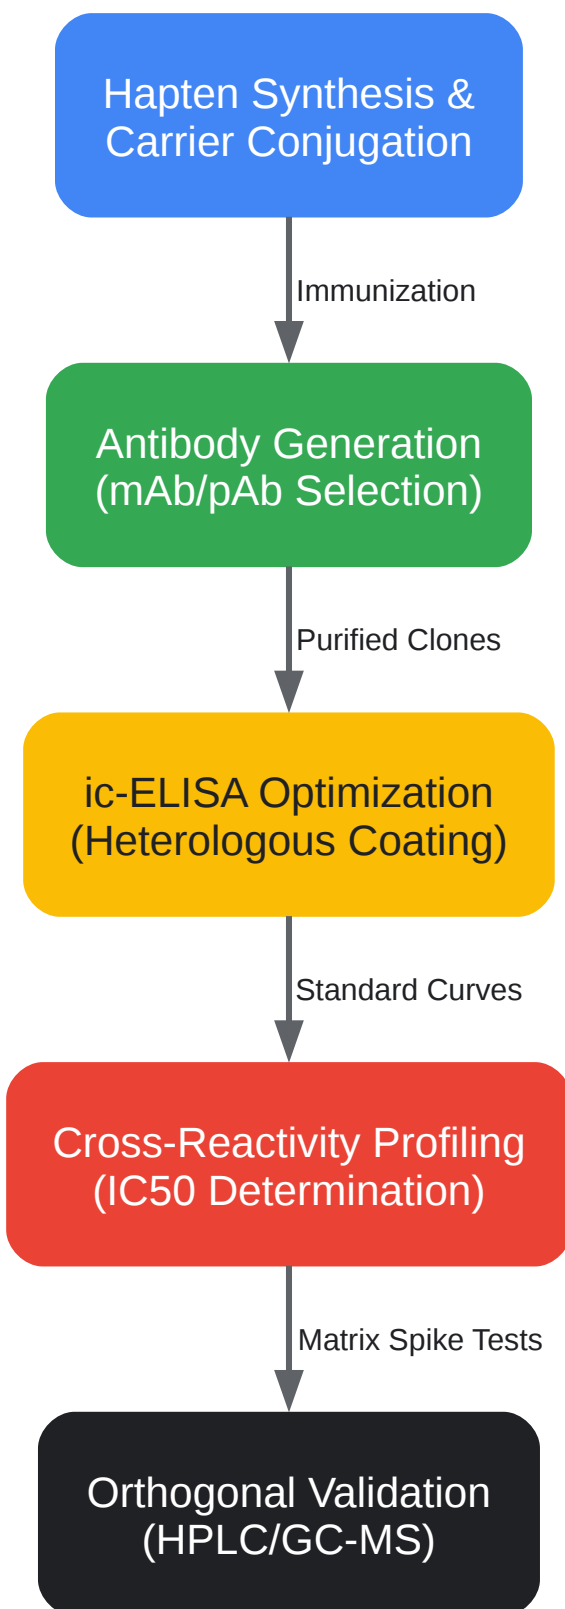 Hapten Synthesis &
Carrier Conjugation
Immunization
Antibody Generation
(mAb/pAb Selection)
Purified Clones
ic-ELISA Optimization
(Heterologous Coating)
Standard Curves
Cross-Reactivity Profiling
(IC50 Determination)
Matrix Spike Tests
Orthogonal Validation
(HPLC/GC-MS)